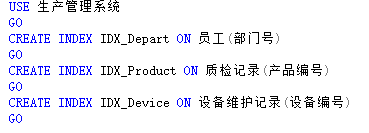 USE 生产管理系统
GO
CREATE INDEX IDX_Depart ON 员工(部门号)
GO
CREATE INDEX IDX_Product ON 质检记录(产品编号)
GO
CREATE INDEX IDX_Device ON 设备维护记录(设备编号)
GO